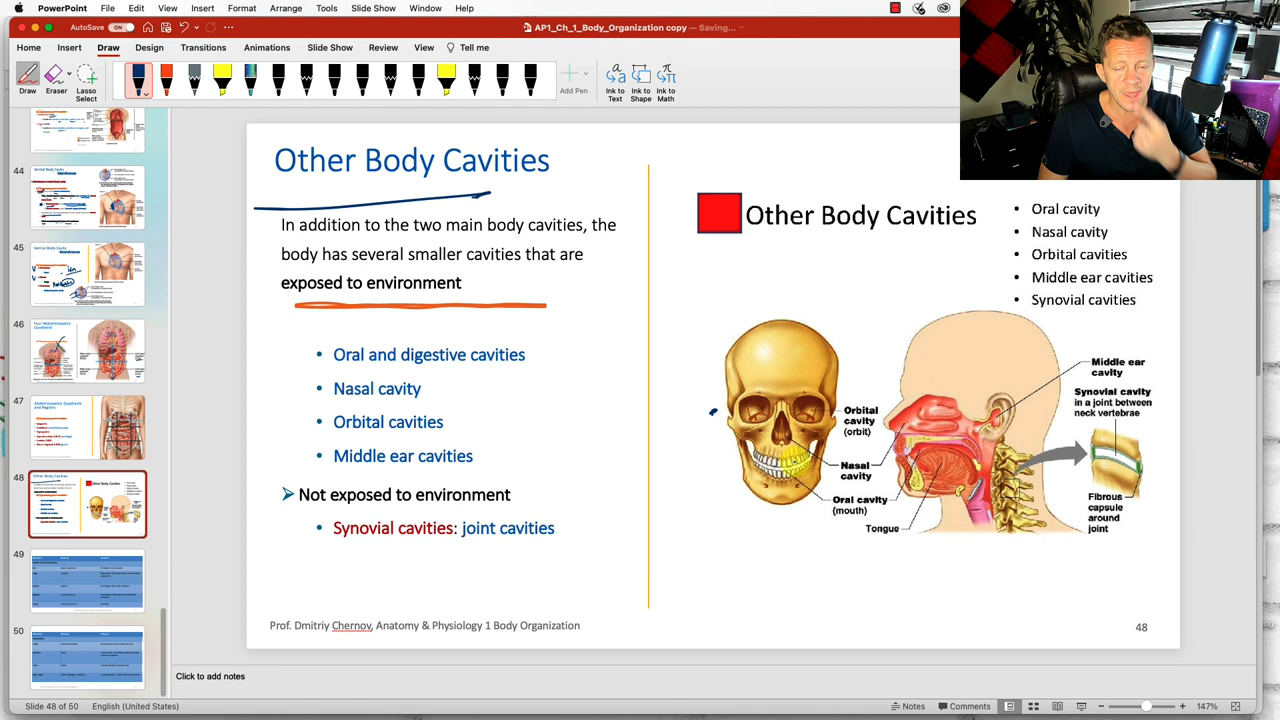 PowerPoint File Edit View Insert Format Arrange Tools Slide Show Window Help
AutoSave ON
AP1_Ch_1_Body_Organization copy — Saving...
Home Insert Draw Design Transitions Animations Slide Show Review View Tell me
Draw Eraser Lasso Select Add Pen Ink to Text Ink to Shape Ink to Math
44
45
46
47
48
49
50
Other Body Cavities
In addition to the two main body cavities, the
body has several smaller cavities that are
exposed to environment
• Oral and digestive cavities
• Nasal cavity
• Orbital cavities
• Middle ear cavities
➢ Not exposed to environment
• Synovial cavities: joint cavities
Other Body Cavities
• Oral cavity
• Nasal cavity
• Orbital cavities
• Middle ear cavities
• Synovial cavities
Orbital
cavity
(orbit)
Nasal
cavity
Oral cavity
(mouth)
Tongue
Middle ear
cavity
Synovial cavity
in a joint between
neck vertebrae
Fibrous
capsule
around
joint
Prof. Dmitriy Chernov, Anatomy & Physiology 1 Body Organization
48
Click to add notes
Slide 48 of 50 English (United States) Notes Comments 147%